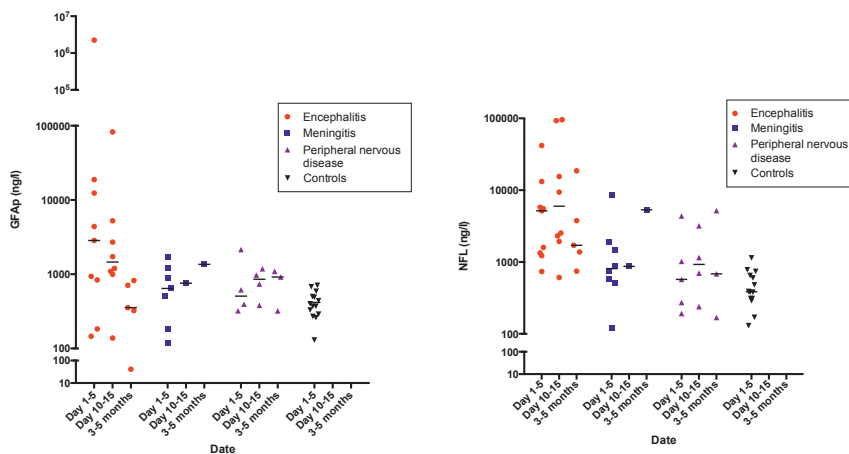 10^7
10^6
10^5
100000
10000
1000
100
100
10
GFAp (ng/l)
Encephalitis
Meningitis
Peripheral nervous
disease
Controls
Day 1-5
Day 10-15
3-5 months
Day 1-5
Day 10-15
3-5 months
Day 1-5
Day 10-15
3-5 months
Day 1-5
Day 10-15
3-5 months
Date
100000
10000
1000
100
100
10
NFL (ng/l)
Encephalitis
Meningitis
Peripheral nervous
disease
Controls
Day 1-5
Day 10-15
3-5 months
Day 1-5
Day 10-15
3-5 months
Day 1-5
Day 10-15
3-5 months
Day 1-5
Day 10-15
3-5 months
Date